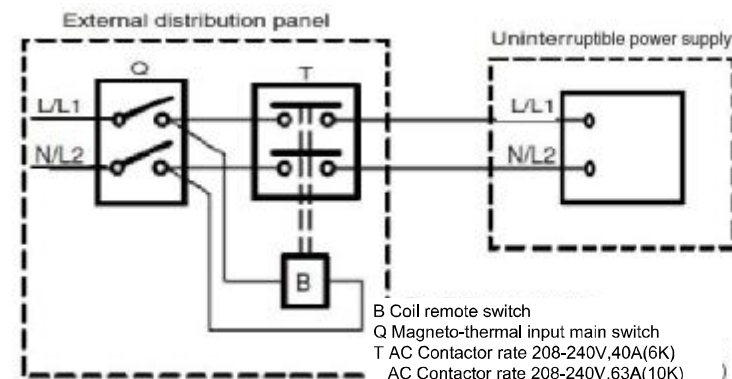 External distribution panel
Uninterruptible power supply
Q
T
L/L1
L/L1
N/L2
N/L2
B
B Coil remote switch
Q Magneto-thermal input main switch
T AC Contactor rate 208-240V,40A(6K)
AC Contactor rate 208-240V,63A(10K)
)